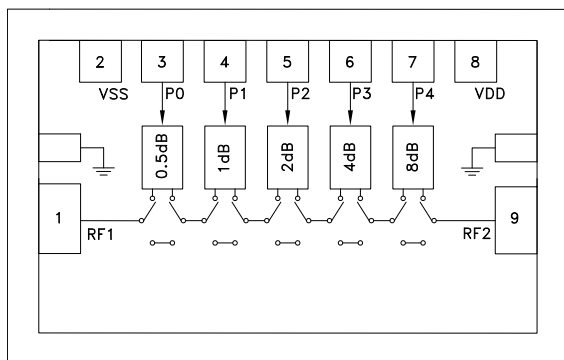 2 3 4 5 6 7 8
VSS P0 P1 P2 P3 P4 VDD
0.5dB 1dB 2dB 4dB 8dB
1 9
RF1 RF2